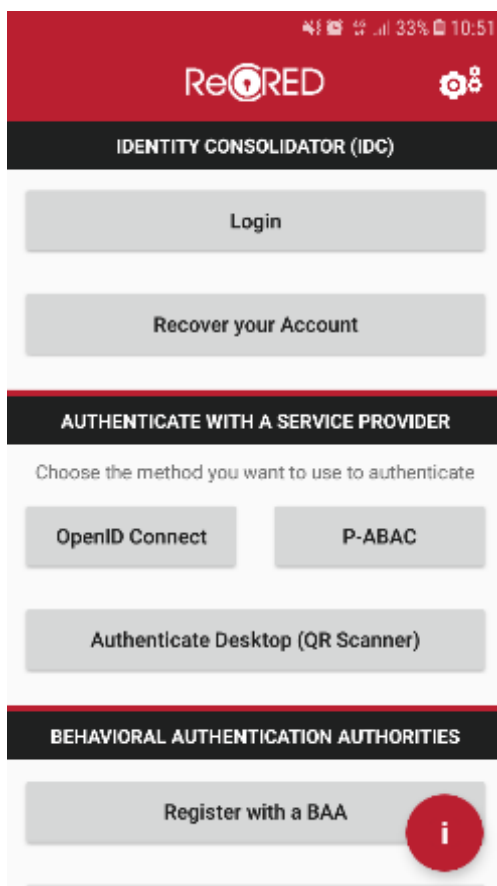 33% 10:51
ReCRED
IDENTITY CONSOLIDATOR (IDC)
Login
Recover your Account
AUTHENTICATE WITH A SERVICE PROVIDER
Choose the method you want to use to authenticate
OpenID Connect P-ABAC
Authenticate Desktop (QR Scanner)
BEHAVIORAL AUTHENTICATION AUTHORITIES
Register with a BAA
i